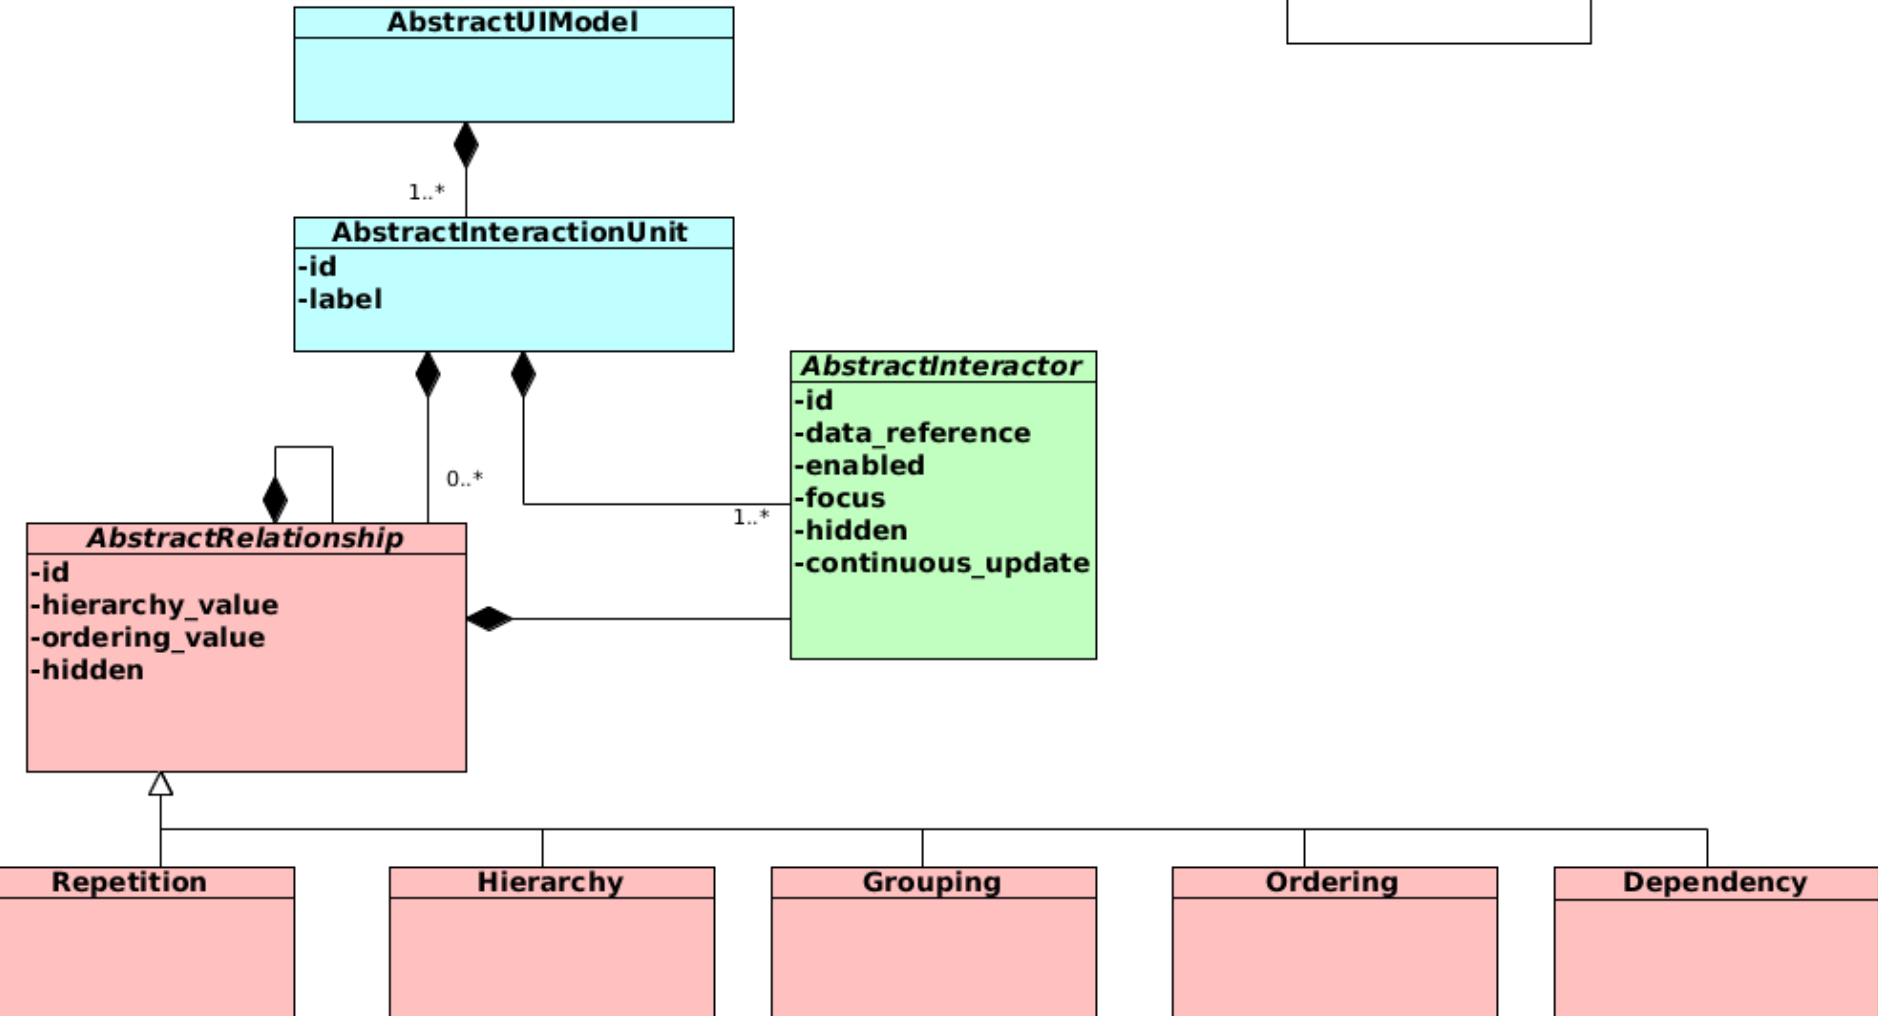 AbstractUIModel
1..*
AbstractInteractionUnit
-id
-label
0..*
1..*
AbstractInteractor
-id
-data_reference
-enabled
-focus
-hidden
-continuous_update
AbstractRelationship
-id
-hierarchy_value
-ordering_value
-hidden
Repetition
Hierarchy
Grouping
Ordering
Dependency